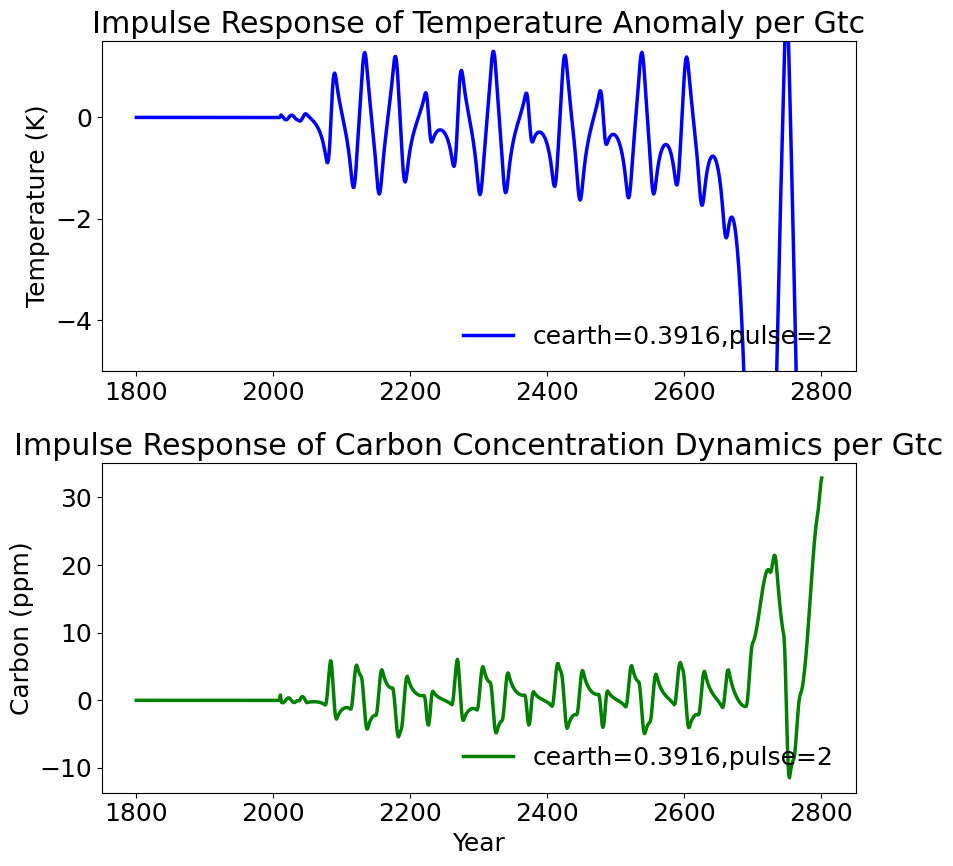 Impulse Response of Temperature Anomaly per Gtc
Temperature (K)
0
−2
−4
cearth=0.3916,pulse=2
1800 2000 2200 2400 2600 2800
Impulse Response of Carbon Concentration Dynamics per Gtc
Carbon (ppm)
30
20
10
0
−10
cearth=0.3916,pulse=2
1800 2000 2200 2400 2600 2800
Year